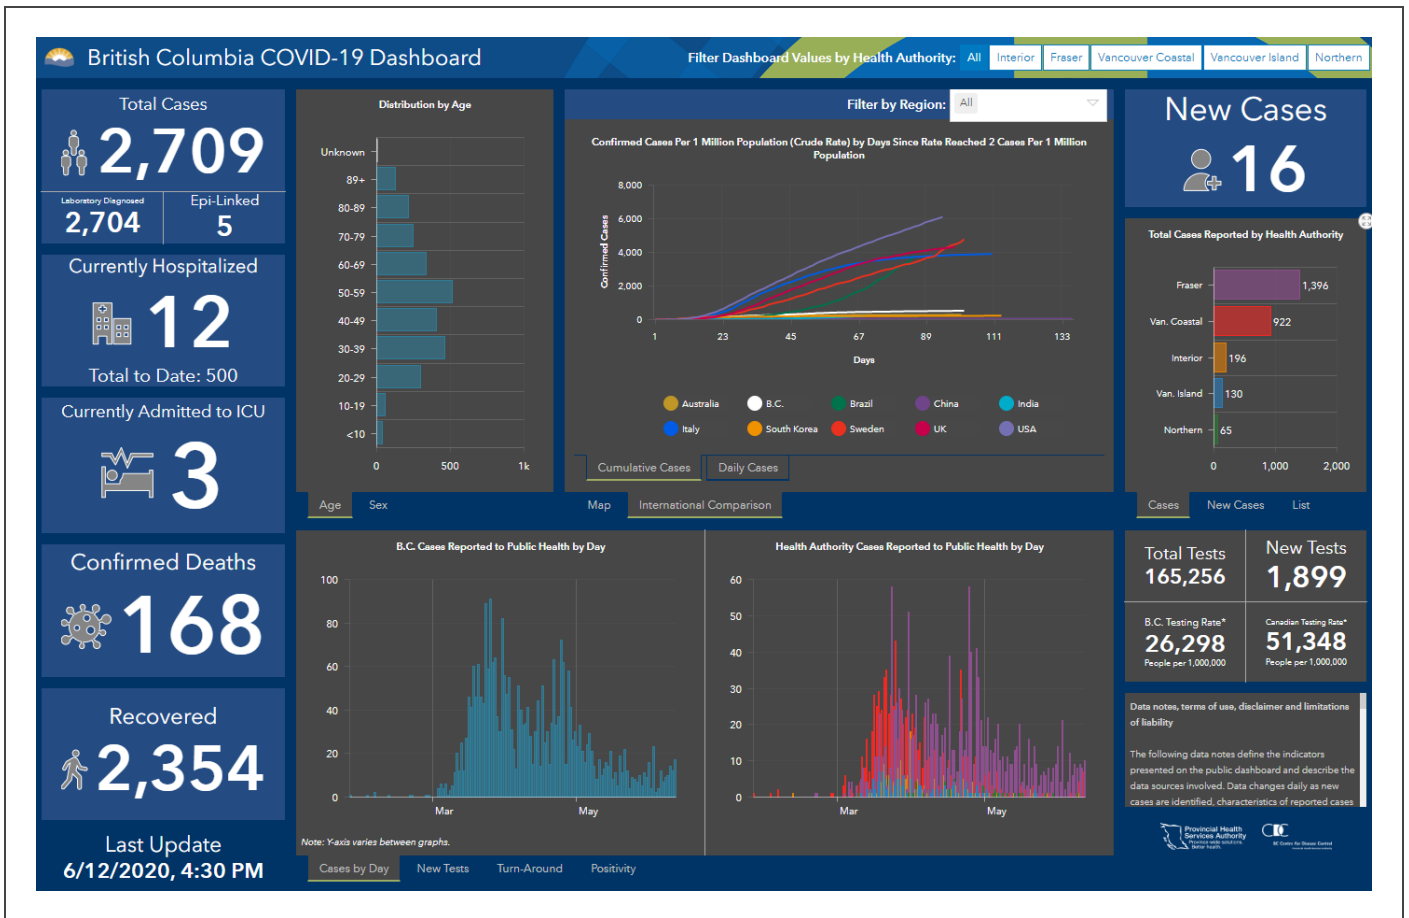 British Columbia COVID-19 Dashboard
Filter Dashboard Values by Health Authority: All Interior Fraser Vancouver Coastal Vancouver Island Northern
Total Cases
2,709
Laboratory Diagnosed
2,704
Epi-Linked
5
Currently Hospitalized
12
Total to Date: 500
Currently Admitted to ICU
3
Confirmed Deaths
168
Recovered
2,354
Last Update
6/12/2020, 4:30 PM
Distribution by Age
Unknown
89+
80-89
70-79
60-69
50-59
40-49
30-39
20-29
10-19
<10
0 500 1k
Age Sex
Filter by Region: All
Confirmed Cases Per 1 Million Population (Crude Rate) by Days Since Rate Reached 2 Cases Per 1 Million
Population
Confirmed Cases
8,000
6,000
4,000
2,000
0
1 23 45 67 89 111 133
Days
Australia B.C. Brazil China India
Italy South Korea Sweden UK USA
Cumulative Cases Daily Cases
Map International Comparison
New Cases
16
Total Cases Reported by Health Authority
Fraser 1,396
Van. Coastal 922
Interior 196
Van. Island 130
Northern 65
0 1,000 2,000
Cases New Cases List
B.C. Cases Reported to Public Health by Day
100
80
60
40
20
0
Mar May
Note: Y-axis varies between graphs.
Health Authority Cases Reported to Public Health by Day
60
50
40
30
20
10
0
Mar May
Cases by Day New Tests Turn-Around Positivity
Total Tests
165,256
New Tests
1,899
B.C. Testing Rate*
26,298
People per 1,000,000
Canadian Testing Rate*
51,348
People per 1,000,000
Data notes, terms of use, disclaimer and limitations
of liability
The following data notes define the indicators
presented on the public dashboard and describe the
data sources involved. Data changes daily as new
cases are identified, characteristics of reported cases
Provincial Health
Services Authority
Province-wide solutions.
Better health.
BC Centre for Disease Control